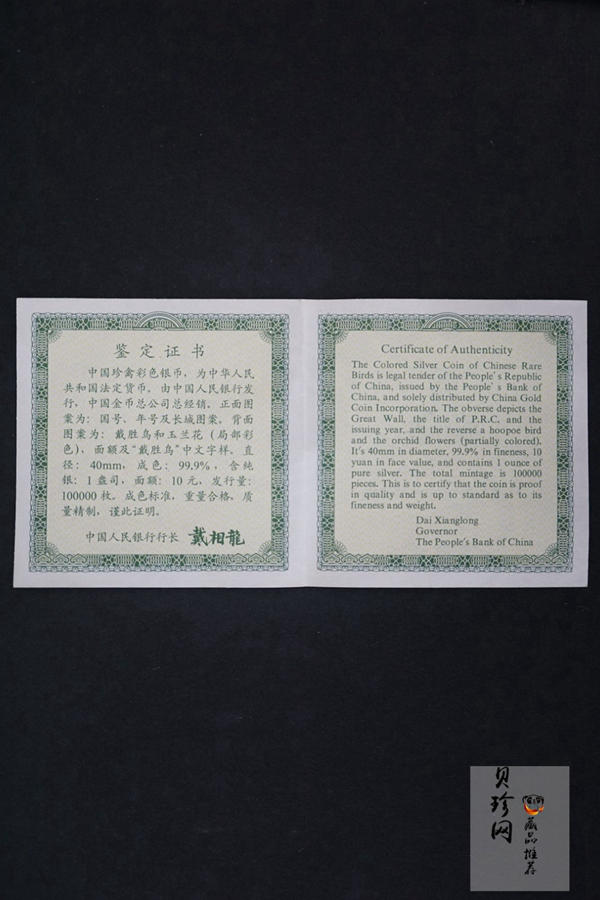 鉴定证书
中国珍禽彩色银币，为中华人民
共和国法定货币。由中国人民银行发
行，中国金币总公司总经销。正面图
案为：国号、年号及长城图案。背面
图案为：戴胜鸟和玉兰花（局部彩
色）、面额及“戴胜鸟”中文字样。直
径：40mm，成色：99.9%，含纯
银：1盎司，面额：10元，发行量：
100000枚。成色标准，重量合格，质
量精制，谨此证明。
中国人民银行行长 戴相龍
Certificate of Authenticity
The Colored Silver Coin of Chinese Rare
Birds is legal tender of the People's Republic
of China, issued by the People's Bank of
China, and solely distributed by China Gold
Coin Incorporation. The obverse depicts the
Great Wall, the title of P.R.C. and the
issuing year, and the reverse a hoopoe bird
and the orchid flowers (partially colored).
It's 40mm in diameter, 99.9% in fineness, 10
yuan in face value, and contains 1 ounce of
pure silver. The total mintage is 100000
pieces. This is to certify that the coin is proof
in quality and is up to standard as to its
fineness and weight.
Dai Xianglong
Governor
The People's Bank of China
贝珍网
藏品推荐